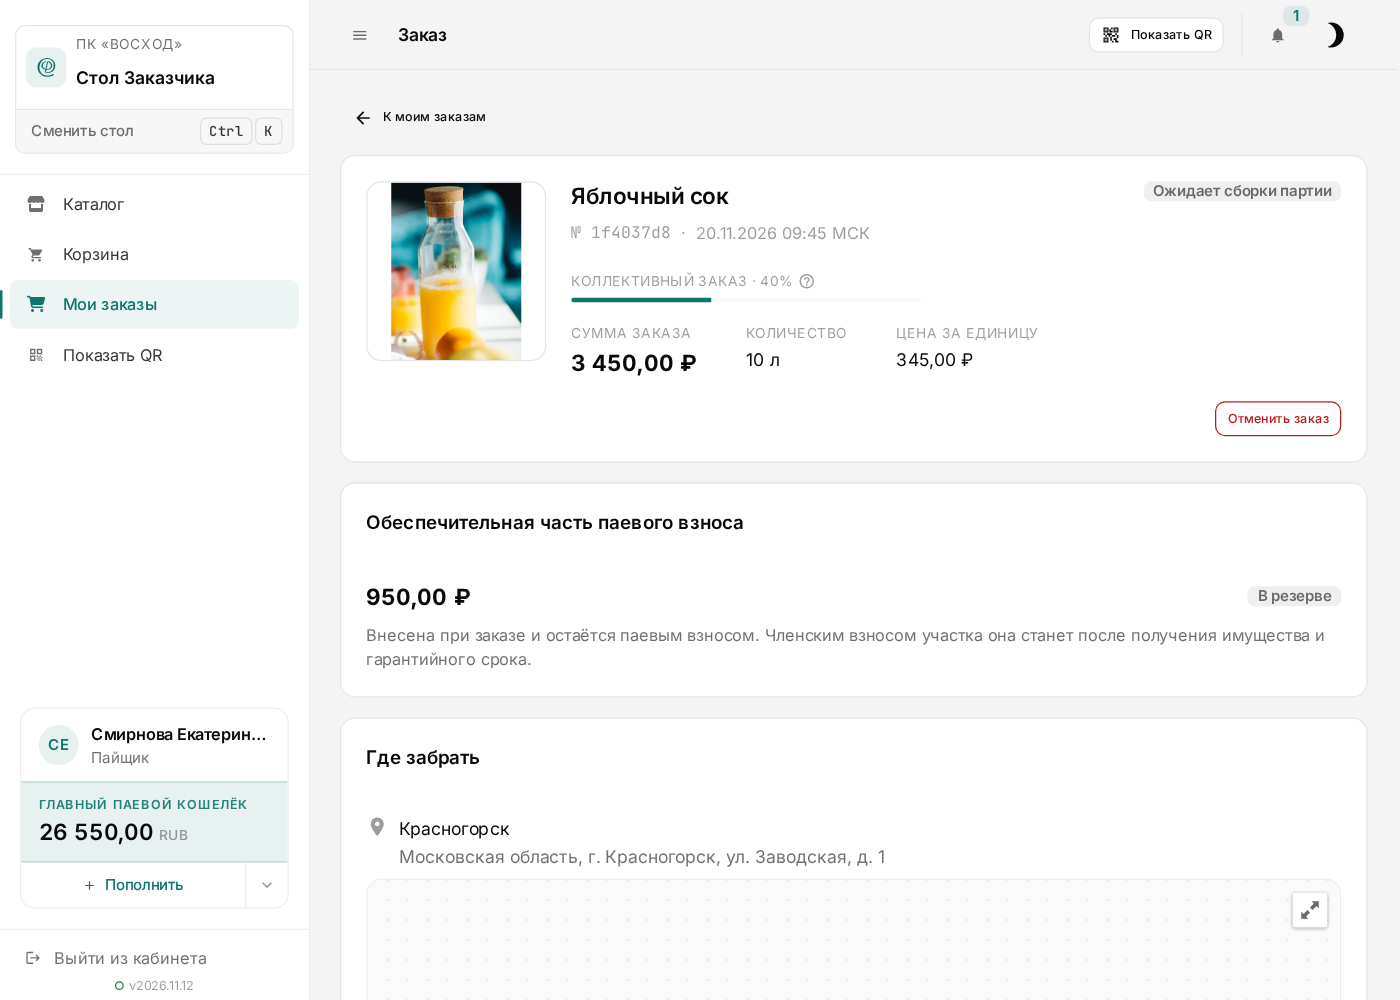 ПК «ВОСХОД»
Стол Заказчика
Сменить стол
Ctrl K
Каталог
Корзина
Мои заказы
Показать QR
СЕ
Смирнова Екатерин...
Пайщик
ГЛАВНЫЙ ПАЕВОЙ КОШЕЛЁК
26 550,00 RUB
+ Пополнить
Выйти из кабинета
v2026.11.12
Заказ
Показать QR
1
К моим заказам
Яблочный сок
Ожидает сборки партии
№ 1f4037d8 · 20.11.2026 09:45 МСК
КОЛЛЕКТИВНЫЙ ЗАКАЗ · 40%
СУММА ЗАКАЗА
3 450,00 ₽
КОЛИЧЕСТВО
10 л
ЦЕНА ЗА ЕДИНИЦУ
345,00 ₽
Отменить заказ
Обеспечительная часть паевого взноса
950,00 ₽
В резерве
Внесена при заказе и остаётся паевым взносом. Членским взносом участка она станет после получения имущества и
гарантийного срока.
Где забрать
Красногорск
Московская область, г. Красногорск, ул. Заводская, д. 1